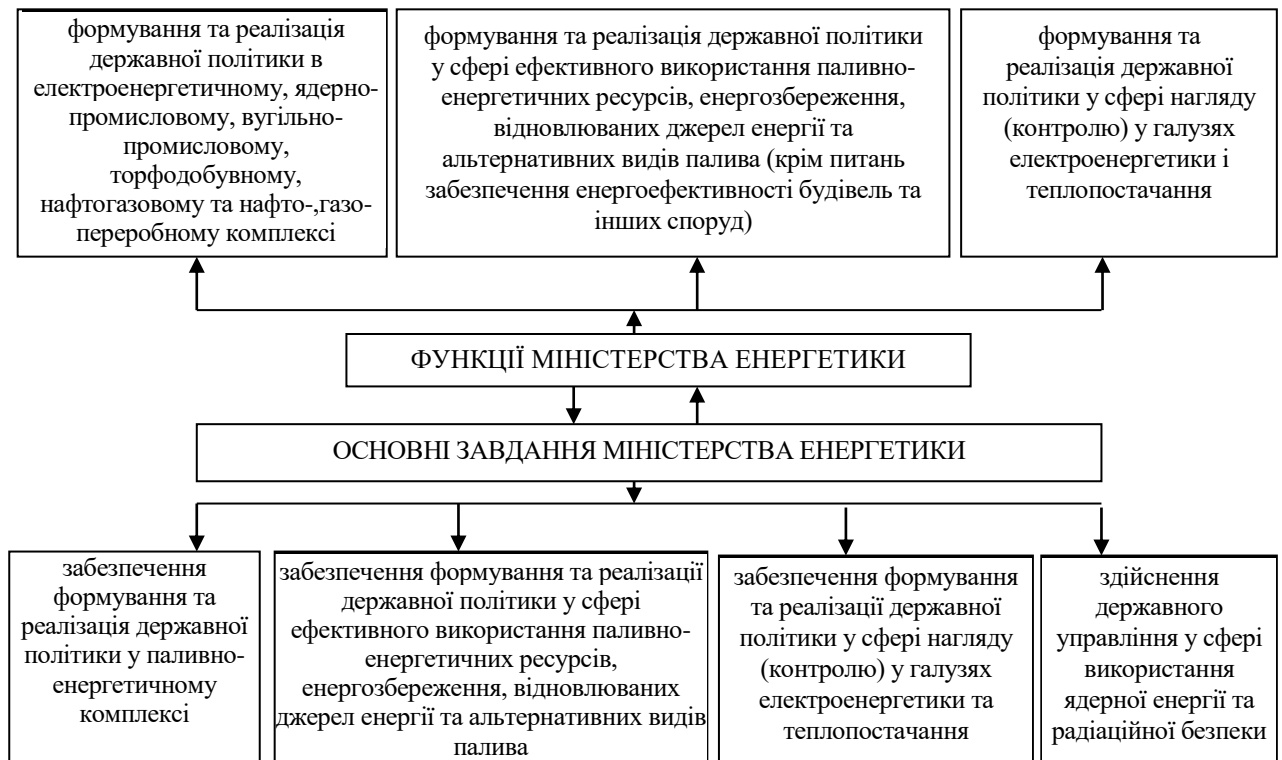 формування та реалізація
державної політики в
електроенергетичному, ядерно-
промисловому, вугільно-
промисловому,
торфодобувному,
нафтогазовому та нафто-,газо-
переробному комплексі
формування та реалізація державної політики
у сфері ефективного використання паливно-
енергетичних ресурсів, енергозбереження,
відновлюваних джерел енергії та
альтернативних видів палива (крім питань
забезпечення енергоефективності будівель та
інших споруд)
формування та
реалізація державної
політики у сфері нагляду
(контролю) у галузях
електроенергетики і
теплопостачання
ФУНКЦІЇ МІНІСТЕРСТВА ЕНЕРГЕТИКИ
ОСНОВНІ ЗАВДАННЯ МІНІСТЕРСТВА ЕНЕРГЕТИКИ
забезпечення
формування та
реалізація державної
політики у паливно-
енергетичному
комплексі
забезпечення формування та реалізації
державної політики у сфері
ефективного використання паливно-
енергетичних ресурсів,
енергозбереження, відновлюваних
джерел енергії та альтернативних видів
палива
забезпечення формування
та реалізації державної
політики у сфері нагляду
(контролю) у галузях
електроенергетики та
теплопостачання
здійснення
державного
управління у сфері
використання
ядерної енергії та
радіаційної безпеки